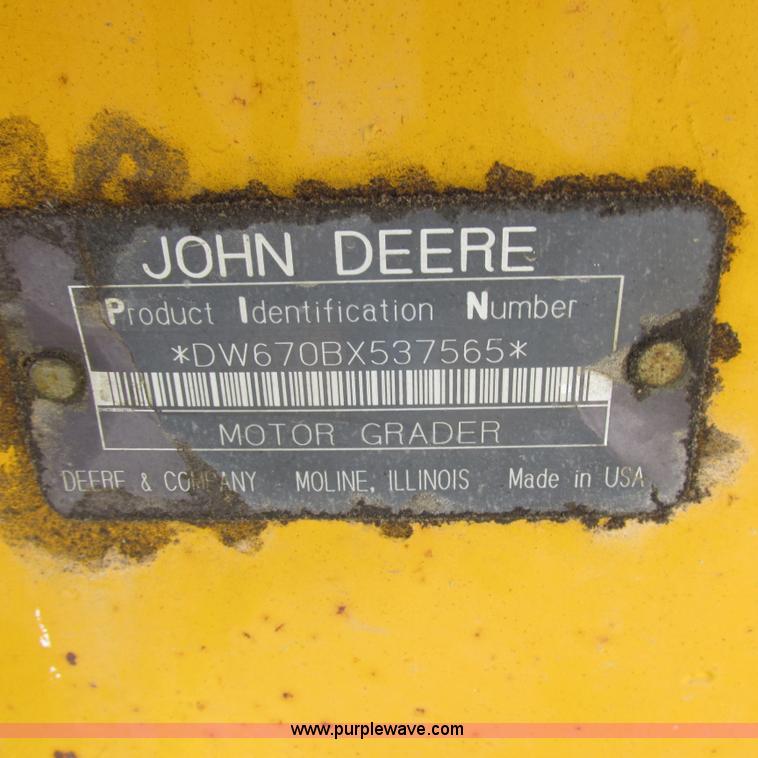 JOHN DEERE
Product Identification Number
*DW670BX537565*
MOTOR GRADER
DEERE & COMPANY MOLINE, ILLINOIS Made in USA
www.purplewave.com